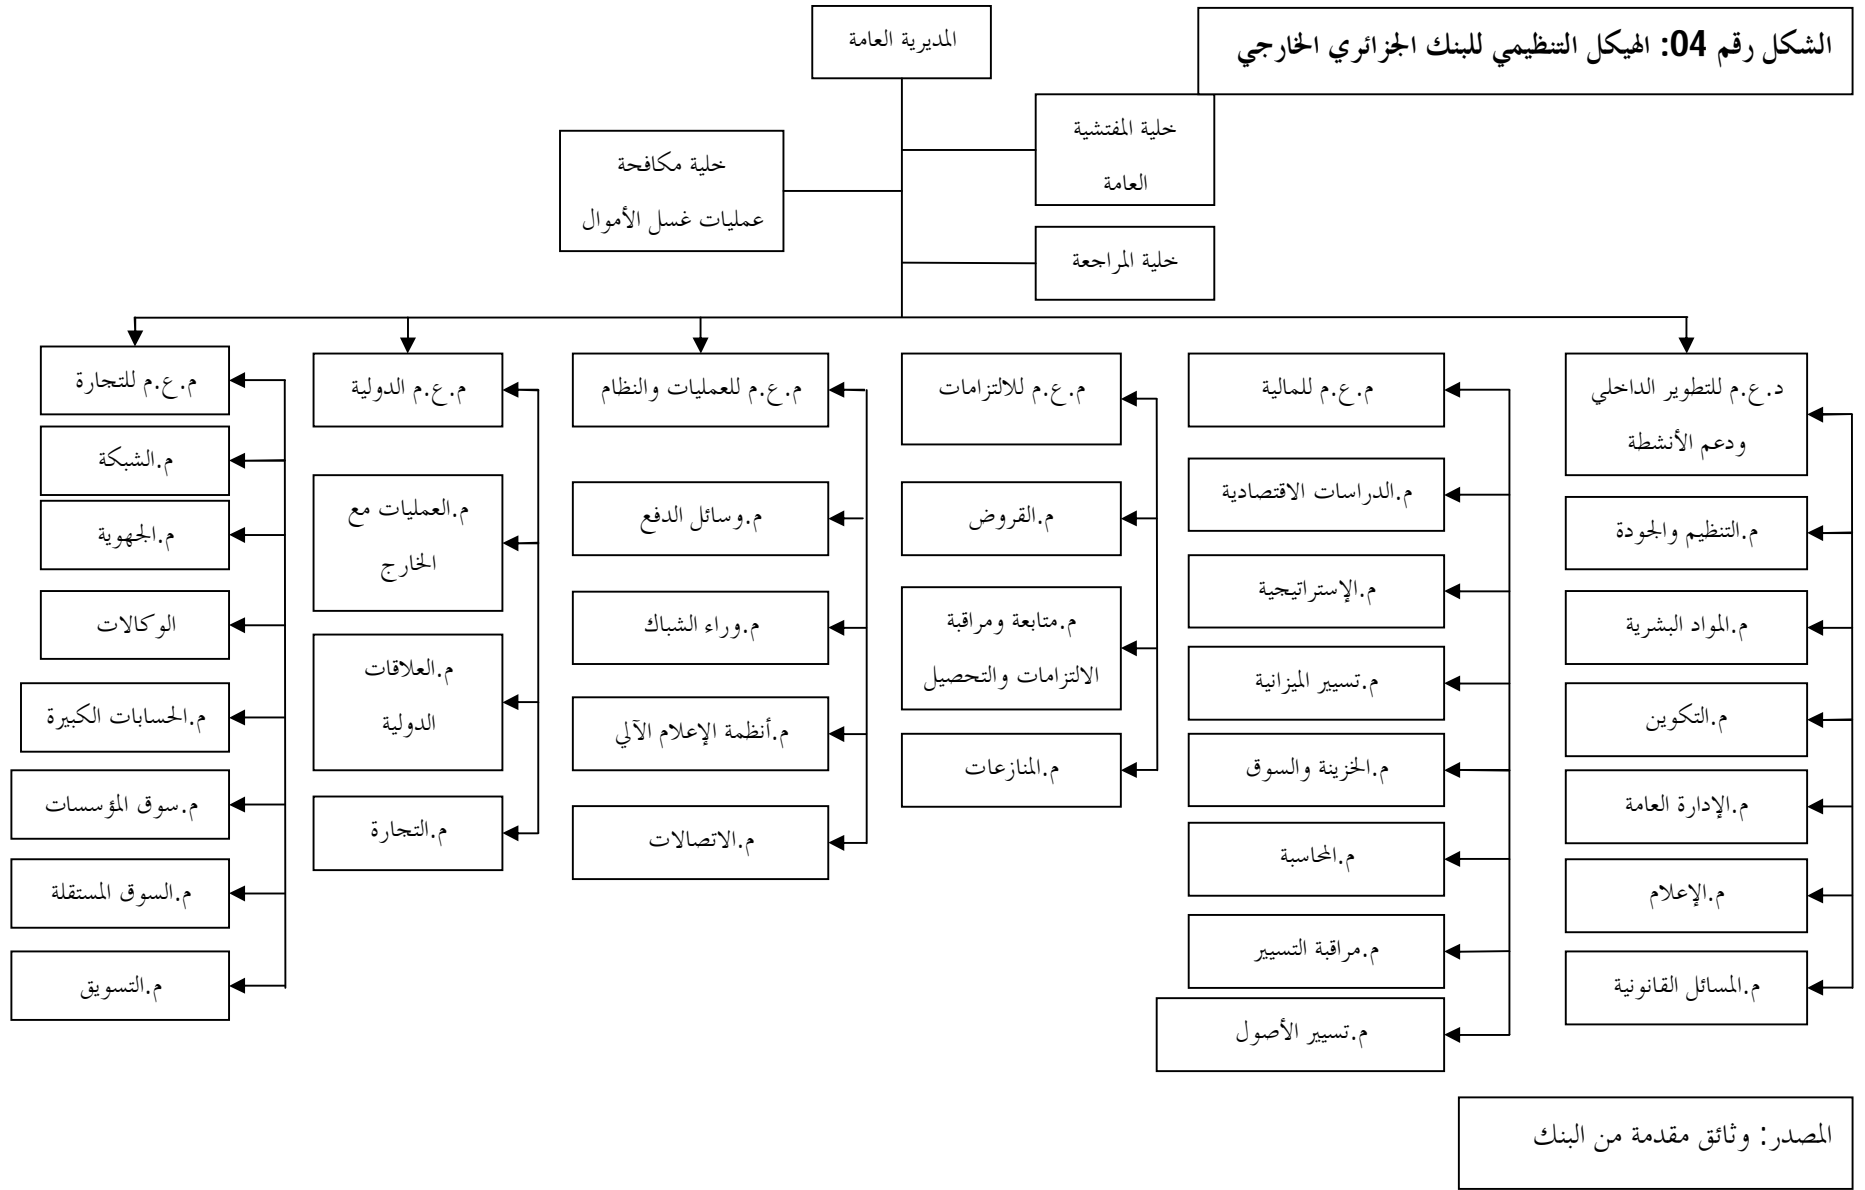 الشكل رقم 04: الهيكل التنظيمي للبنك الجزائري الخارجي
المديرية العامة
خلية المفتشية
العامة
خلية مكافحة
عمليات غسل الأموال
خلية المراجعة
د.ع.م للتطوير الداخلي
ودعم الأنشطة
م.التنظيم والجودة
م.المواد البشرية
م.التكوين
م.الإدارة العامة
م.الإعلام
م.المسائل القانونية
م.ع.م للمالية
م.الدراسات الاقتصادية
م.الإستراتيجية
م.تسيير الميزانية
م.الخزينة والسوق
م.المحاسبة
م.مراقبة التسيير
م.تسيير الأصول
م.ع.م للالتزامات
م.القروض
م.متابعة ومراقبة
الالتزامات والتحصيل
م.المنازعات
م.ع.م للعمليات والنظام
م.وسائل الدفع
م.وراء الشباك
م.أنظمة الإعلام الآلي
م.الاتصالات
م.ع.م الدولية
م.العمليات مع
الخارج
م.العلاقات
الدولية
م.التجارة
م.ع.م للتجارة
م.الشبكة
م.الجهوية
الوكالات
م.الحسابات الكبيرة
م.سوق المؤسسات
م.السوق المستقلة
م.التسويق
المصدر: وثائق مقدمة من البنك